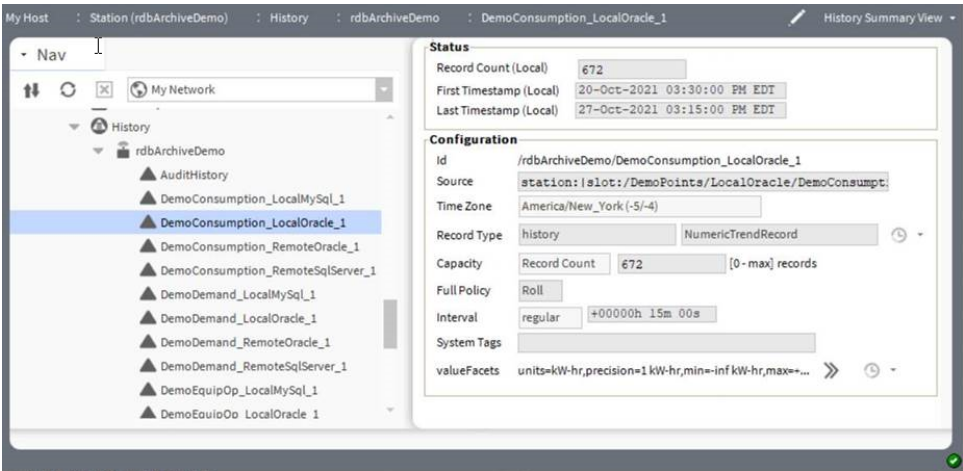 My Host : Station (rdbArchiveDemo) : History : rdbArchiveDemo : DemoConsumption_LocalOracle_1 History Summary View
Nav
My Network
History
rdbArchiveDemo
AuditHistory
DemoConsumption_LocalMySql_1
DemoConsumption_LocalOracle_1
DemoConsumption_RemoteOracle_1
DemoConsumption_RemoteSqlServer_1
DemoDemand_LocalMySql_1
DemoDemand_LocalOracle_1
DemoDemand_RemoteOracle_1
DemoDemand_RemoteSqlServer_1
DemoEquipOp_LocalMySql_1
DemoEquipOp_LocalOracle_1
Status
Record Count (Local) 672
First Timestamp (Local) 20-Oct-2021 03:30:00 PM EDT
Last Timestamp (Local) 27-Oct-2021 03:15:00 PM EDT
Configuration
Id /rdbArchiveDemo/DemoConsumption_LocalOracle_1
Source station:|slot:/DemoPoints/LocalOracle/DemoConsumpt
Time Zone America/New_York (-5/-4)
Record Type history NumericTrendRecord
Capacity Record Count 672 [0 - max] records
Full Policy Roll
Interval regular +00000h 15m 00s
System Tags
valueFacets units=kW-hr,precision=1 kW-hr,min=-inf kW-hr,max=+...